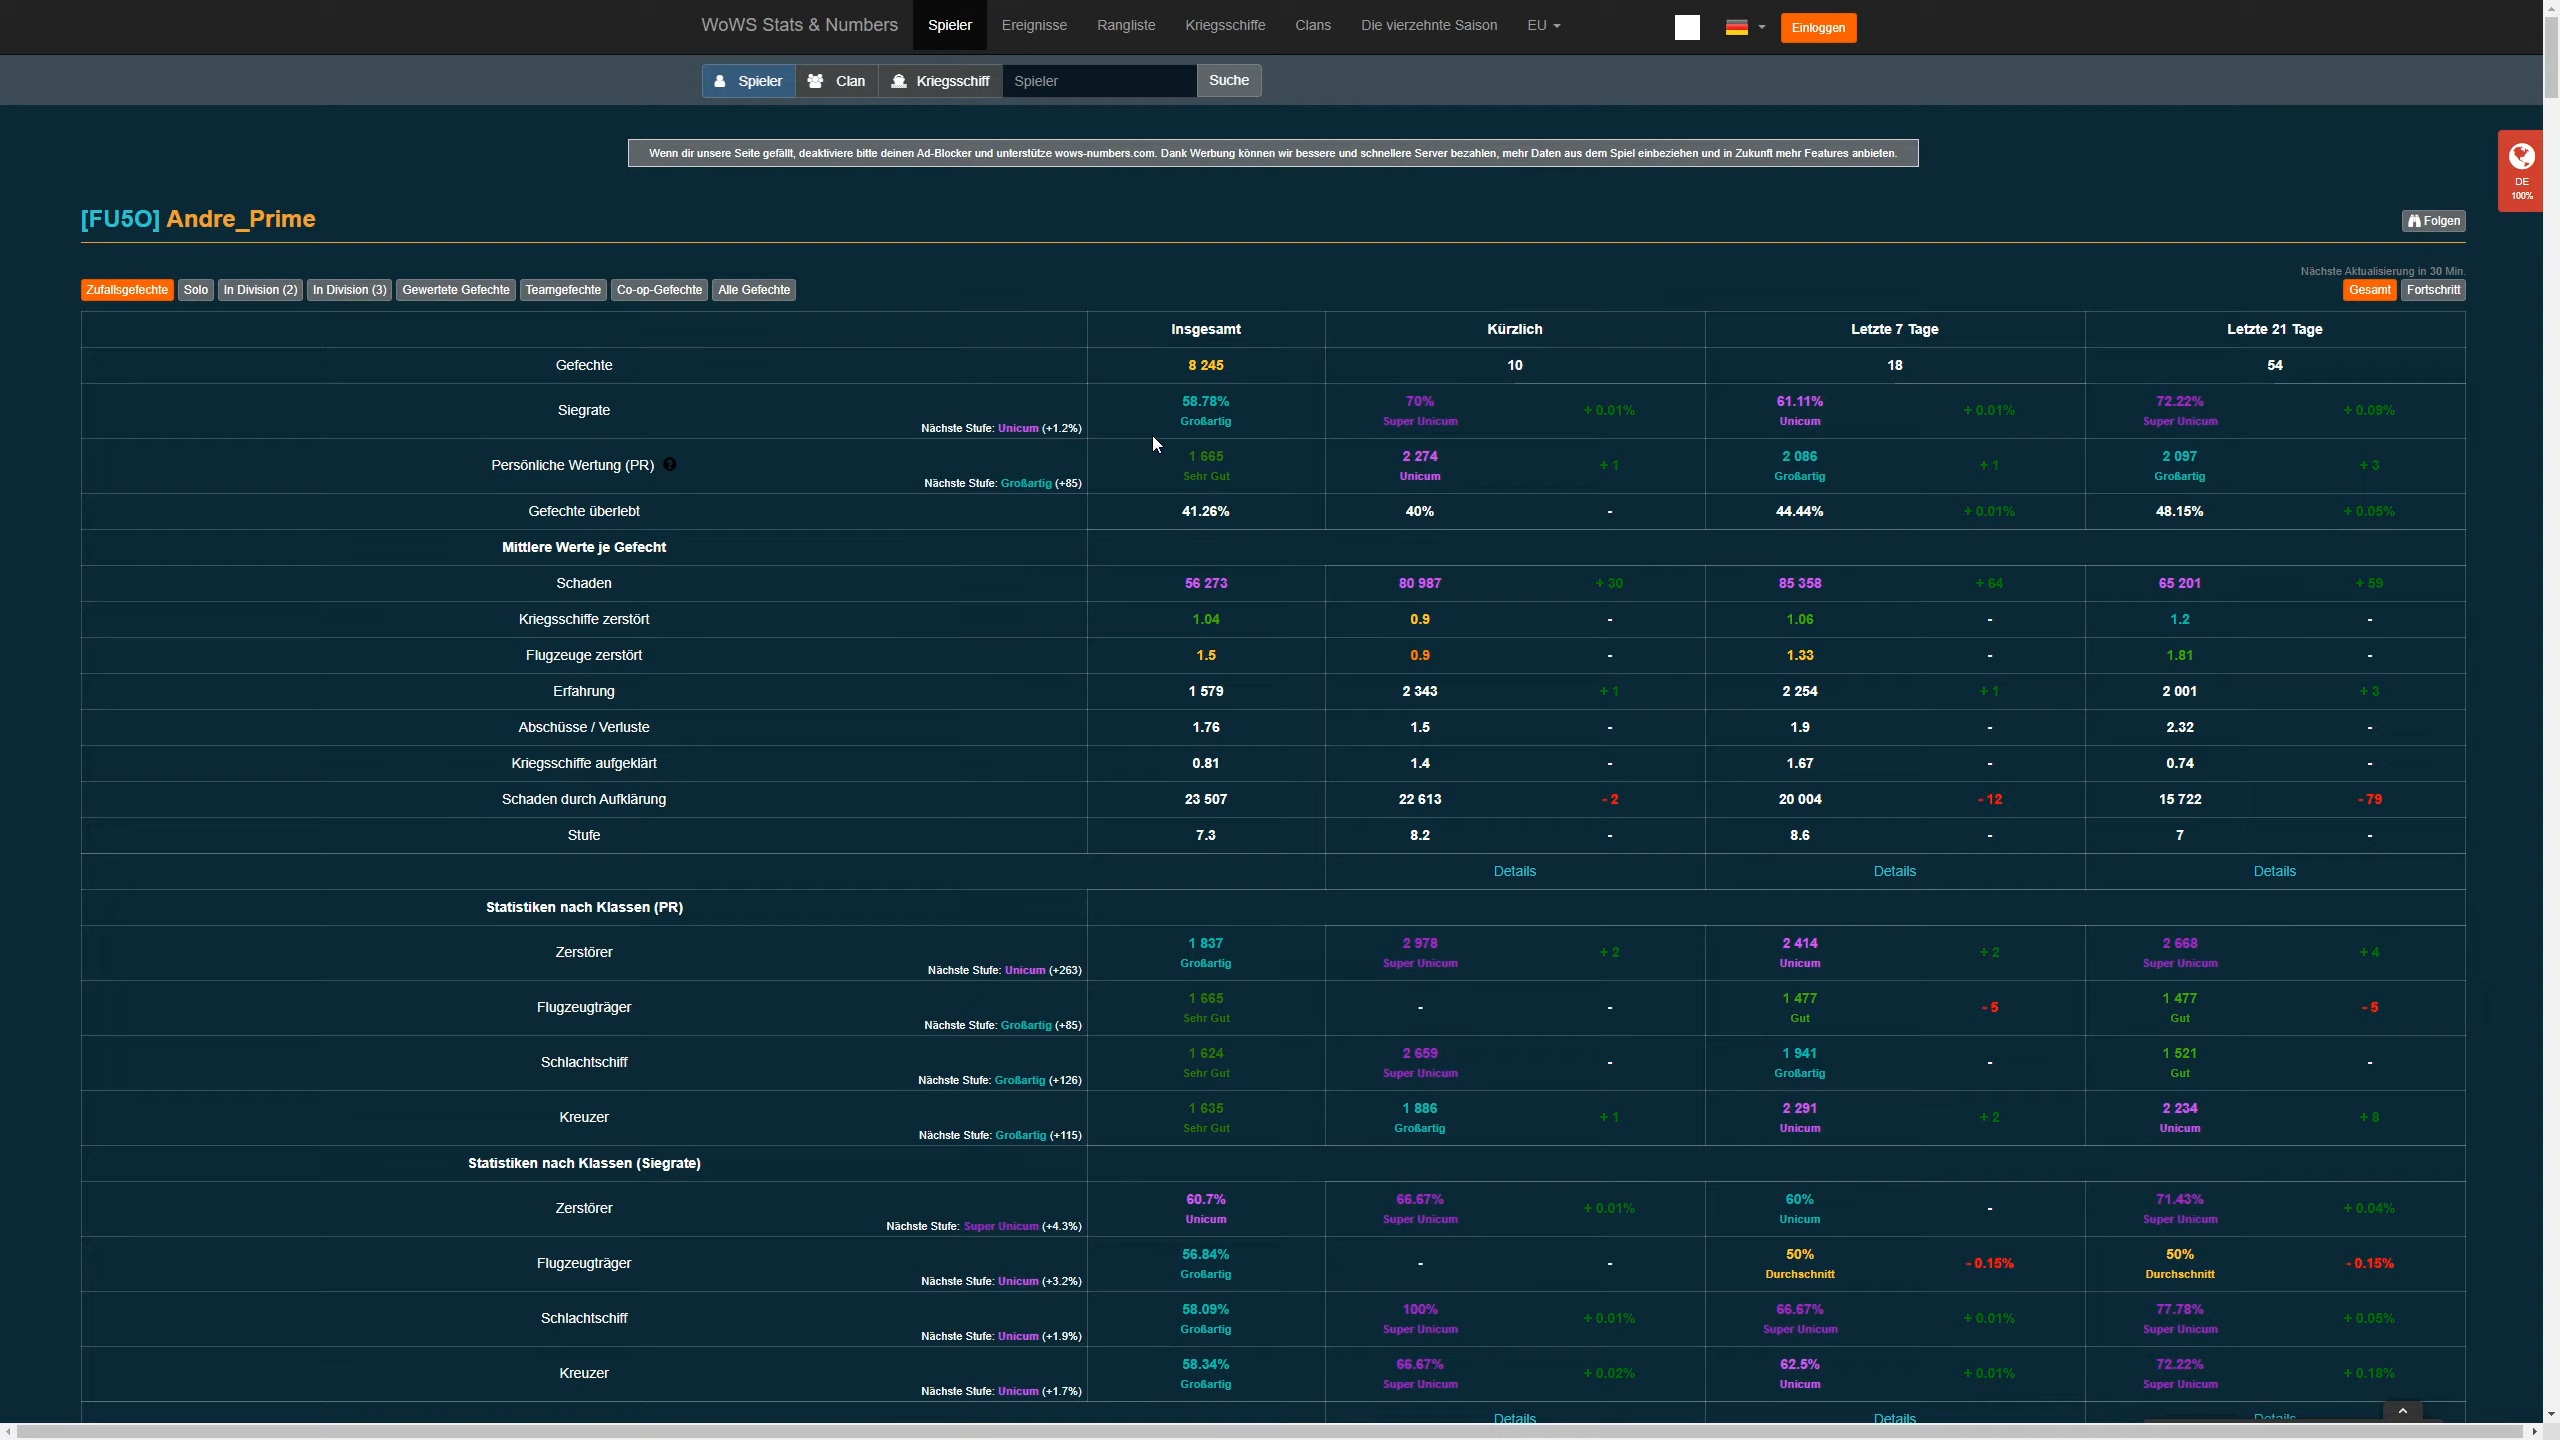 WoWS Stats & Numbers Spieler Ereignisse Rangliste Kriegsschiffe Clans Die vierzehnte Saison EU Einloggen
Spieler Clan Kriegsschiff Spieler Suche
Wenn dir unsere Seite gefällt, deaktiviere bitte deinen Ad-Blocker und unterstütze wows-numbers.com. Dank Werbung können wir bessere und schnellere Server bezahlen, mehr Daten aus dem Spiel einbeziehen und in Zukunft mehr Features anbieten.
DE
100%
[FU5O] Andre_Prime Folgen
Nächste Aktualisierung in 30 Min.
Zufallsgefechte Solo In Division (2) In Division (3) Gewertete Gefechte Teamgefechte Co-op-Gefechte Alle Gefechte Gesamt Fortschritt
Insgesamt Kürzlich Letzte 7 Tage Letzte 21 Tage
Gefechte 8 245 10 18 54
Siegrate 58.78% 70% + 0.01% 61.11% + 0.01% 72.22% + 0.09%
Nächste Stufe: Unicum (+1.2%) Großartig Super Unicum Unicum Super Unicum
Persönliche Wertung (PR) ? 1 665 2 274 + 1 2 086 + 1 2 097 + 3
Nächste Stufe: Großartig (+85) Sehr Gut Unicum Großartig Großartig
Gefechte überlebt 41.26% 40% - 44.44% + 0.01% 48.15% + 0.05%
Mittlere Werte je Gefecht
Schaden 56 273 80 987 + 30 85 358 + 64 65 201 + 59
Kriegsschiffe zerstört 1.04 0.9 - 1.06 - 1.2 -
Flugzeuge zerstört 1.5 0.9 - 1.33 - 1.81 -
Erfahrung 1 579 2 343 + 1 2 254 + 1 2 001 + 3
Abschüsse / Verluste 1.76 1.5 - 1.9 - 2.32 -
Kriegsschiffe aufgeklärt 0.81 1.4 - 1.67 - 0.74 -
Schaden durch Aufklärung 23 507 22 613 - 2 20 004 - 12 15 722 - 79
Stufe 7.3 8.2 - 8.6 - 7 -
Details Details Details
Statistiken nach Klassen (PR)
Zerstörer 1 837 2 978 + 2 2 414 + 2 2 668 + 4
Nächste Stufe: Unicum (+263) Großartig Super Unicum Unicum Super Unicum
Flugzeugträger 1 665 - - 1 477 - 5 1 477 - 5
Nächste Stufe: Großartig (+85) Sehr Gut Gut Gut
Schlachtschiff 1 624 2 659 - 1 941 - 1 521 -
Nächste Stufe: Großartig (+126) Sehr Gut Super Unicum Großartig Gut
Kreuzer 1 635 1 886 + 1 2 291 + 2 2 234 + 8
Nächste Stufe: Großartig (+115) Sehr Gut Großartig Unicum Unicum
Statistiken nach Klassen (Siegrate)
Zerstörer 60.7% 66.67% + 0.01% 60% - 71.43% + 0.04%
Nächste Stufe: Super Unicum (+4.3%) Unicum Super Unicum Unicum Super Unicum
Flugzeugträger 56.84% - - 50% - 0.15% 50% - 0.15%
Nächste Stufe: Unicum (+3.2%) Großartig Durchschnitt Durchschnitt
Schlachtschiff 58.09% 100% + 0.01% 66.67% + 0.01% 77.78% + 0.05%
Nächste Stufe: Unicum (+1.9%) Großartig Super Unicum Super Unicum Super Unicum
Kreuzer 58.34% 66.67% + 0.02% 62.5% + 0.01% 72.22% + 0.18%
Nächste Stufe: Unicum (+1.7%) Großartig Super Unicum Unicum Super Unicum
Details Details Details